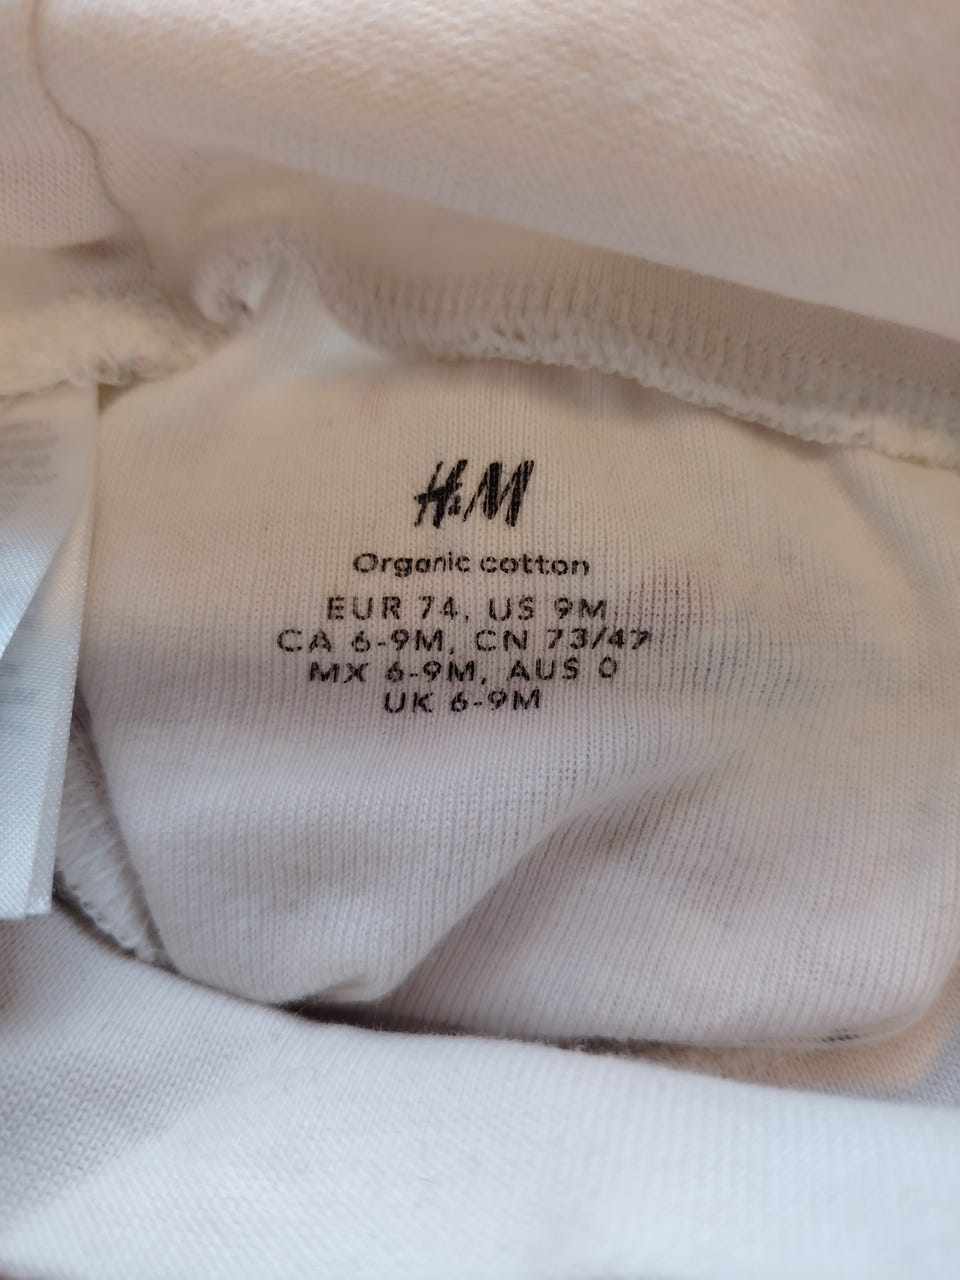 H&M
Organic cotton
EUR 74, US 9M
CA 6-9M, CN 73/47
MX 6-9M, AUS 0
UK 6-9M